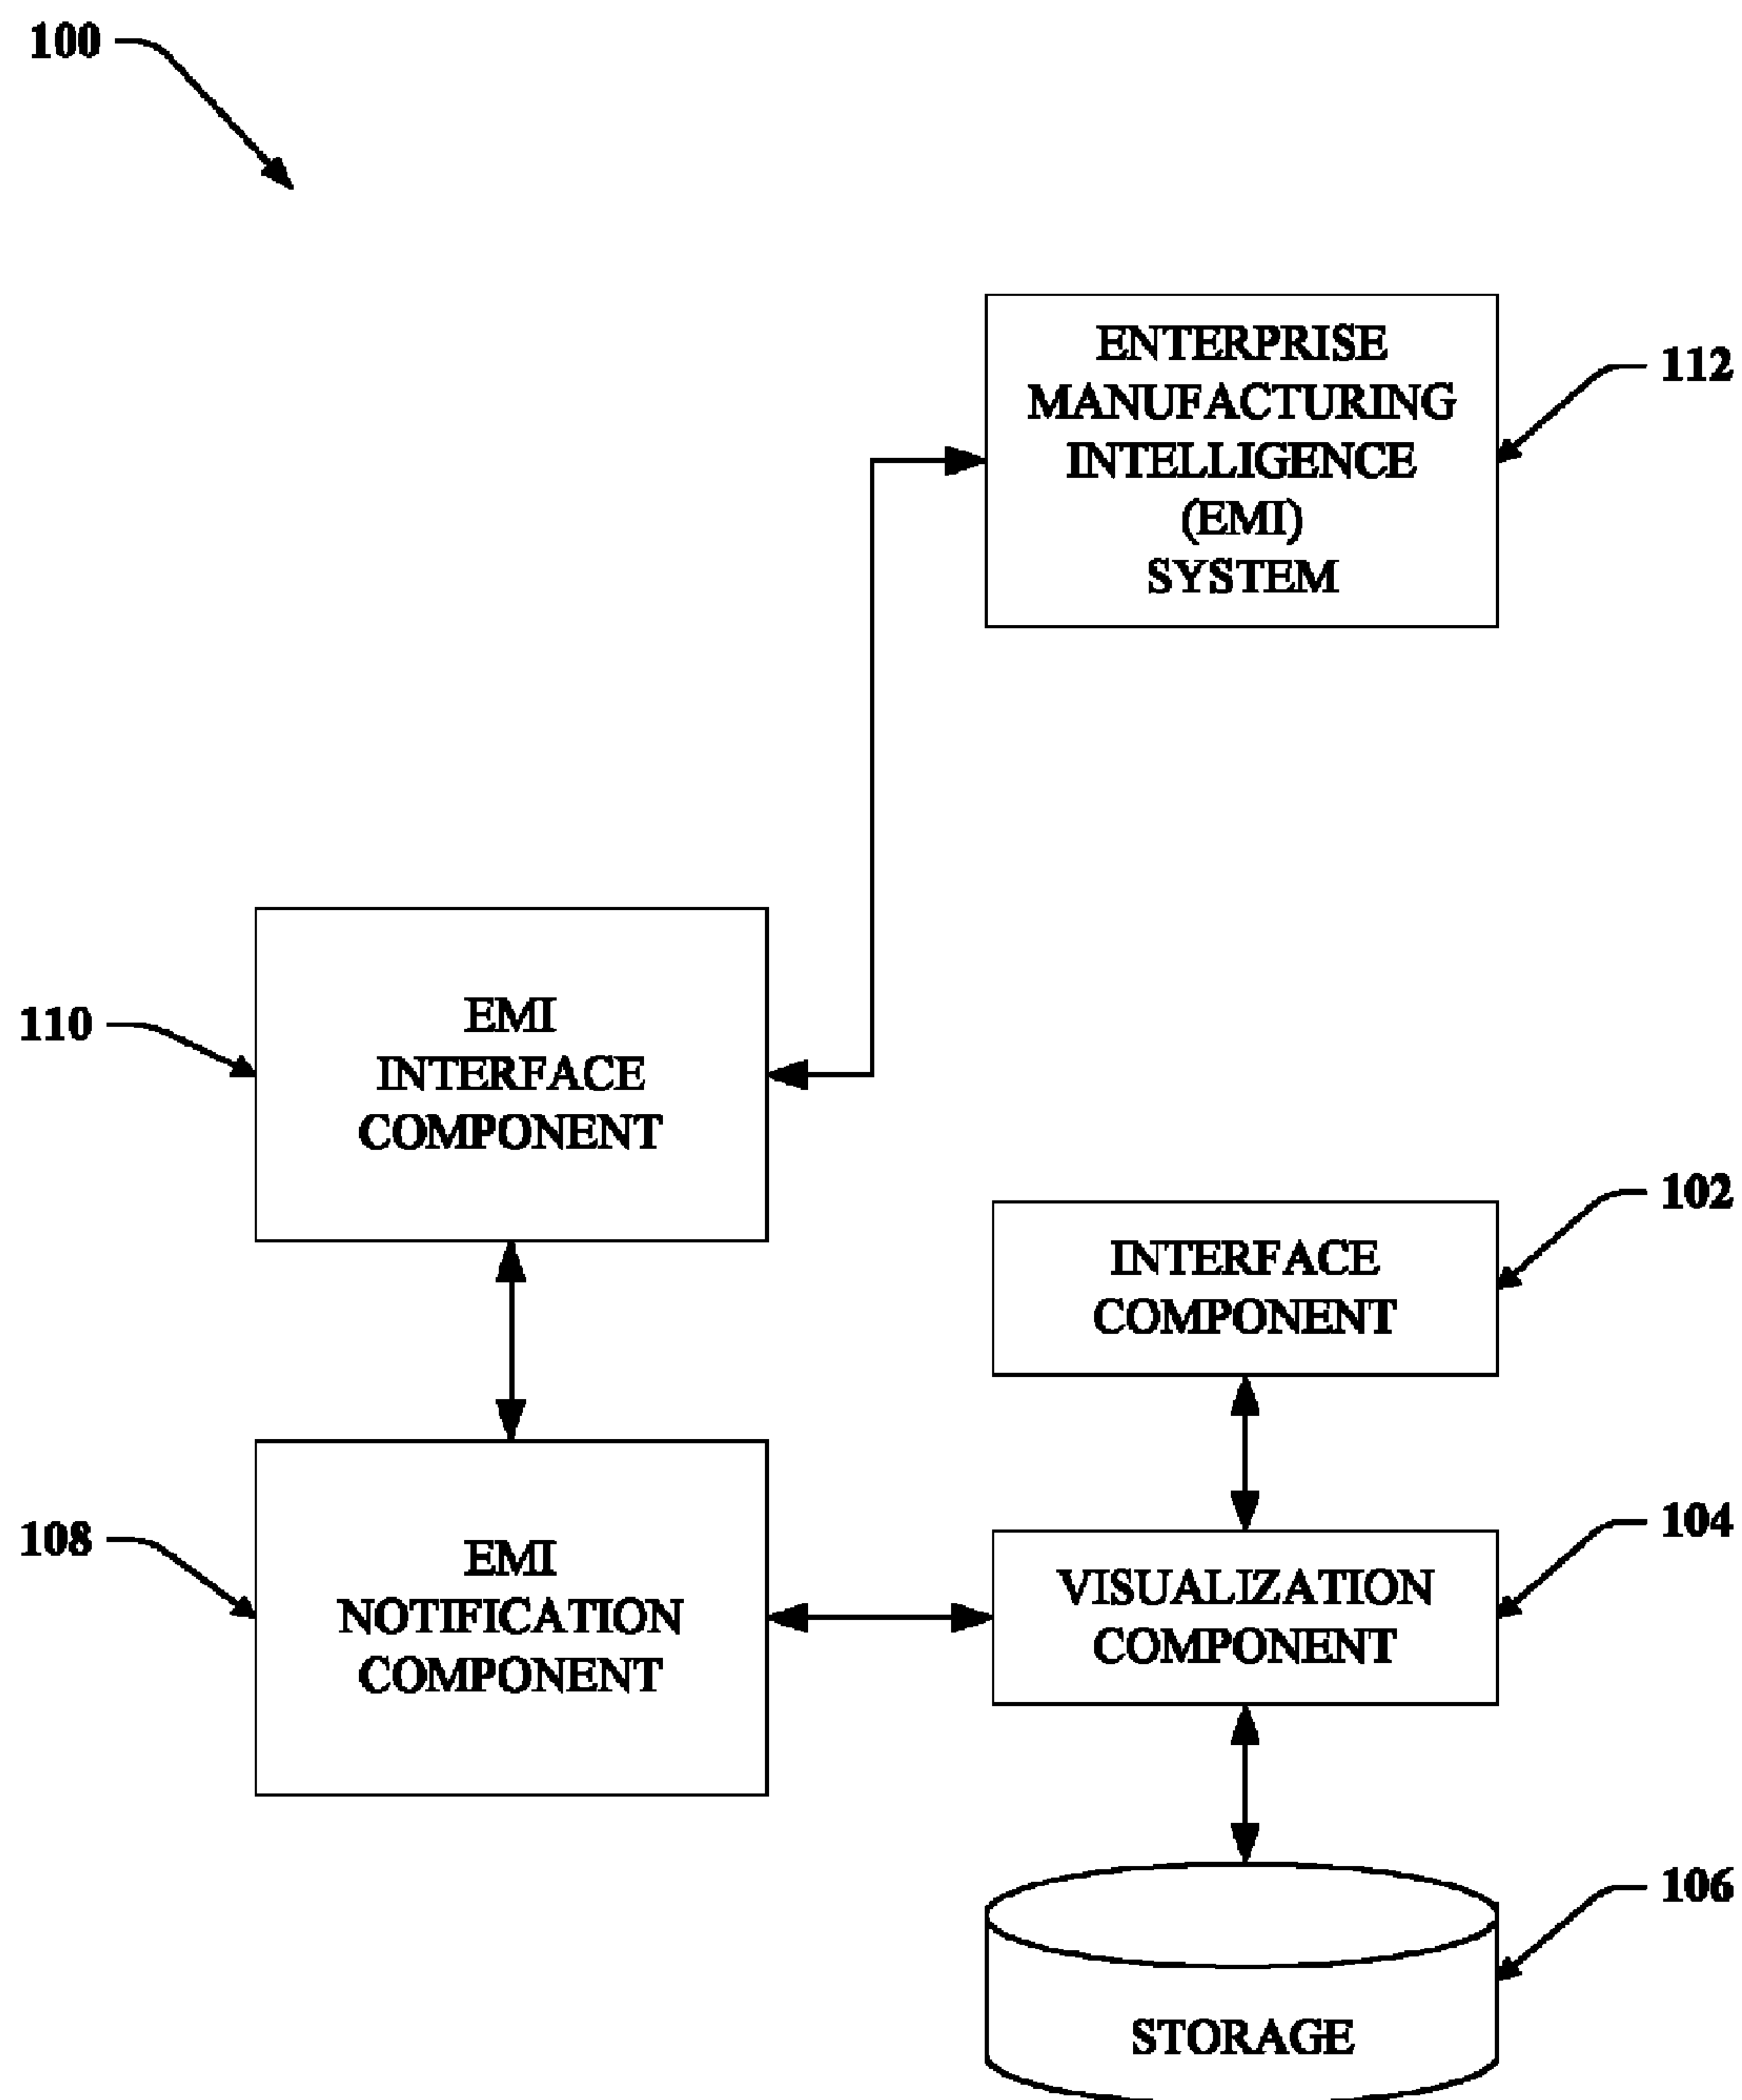 100
ENTERPRISE
MANUFACTURING
INTELLIGENCE
(EMI)
SYSTEM
112
110
EMI
INTERFACE
COMPONENT
102
INTERFACE
COMPONENT
108
EMI
NOTIFICATION
COMPONENT
104
VISUALIZATION
COMPONENT
106
STORAGE